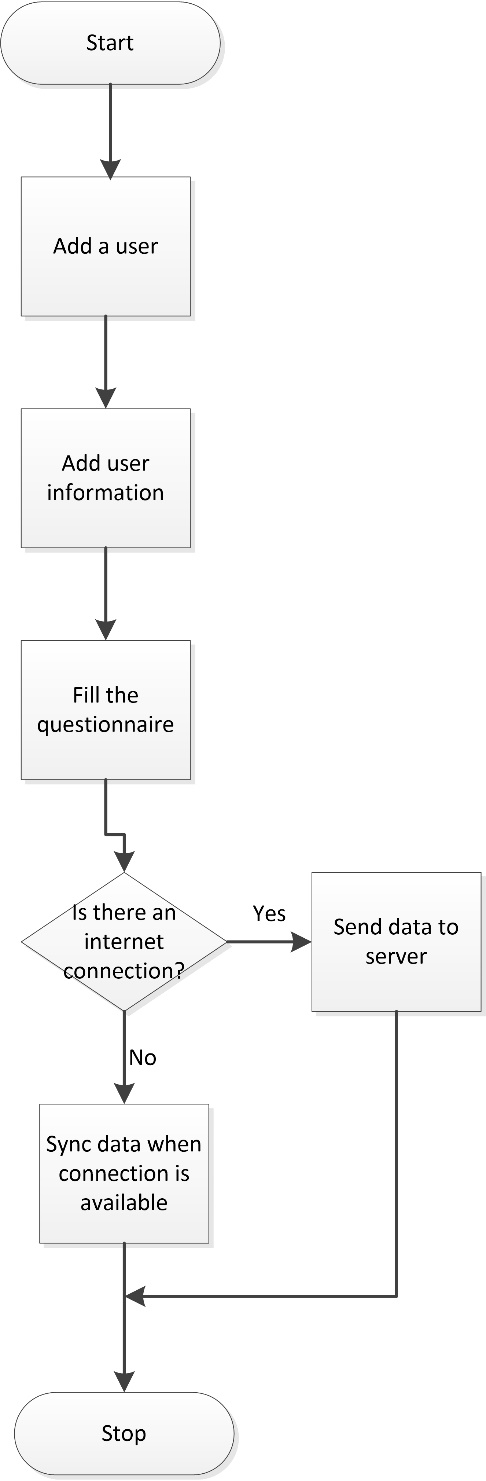 Start
Add a user
Add user
information
Fill the
questionnaire
Is there an
internet
connection?
Yes
Send data to
server
No
Sync data when
connection is
available
Stop